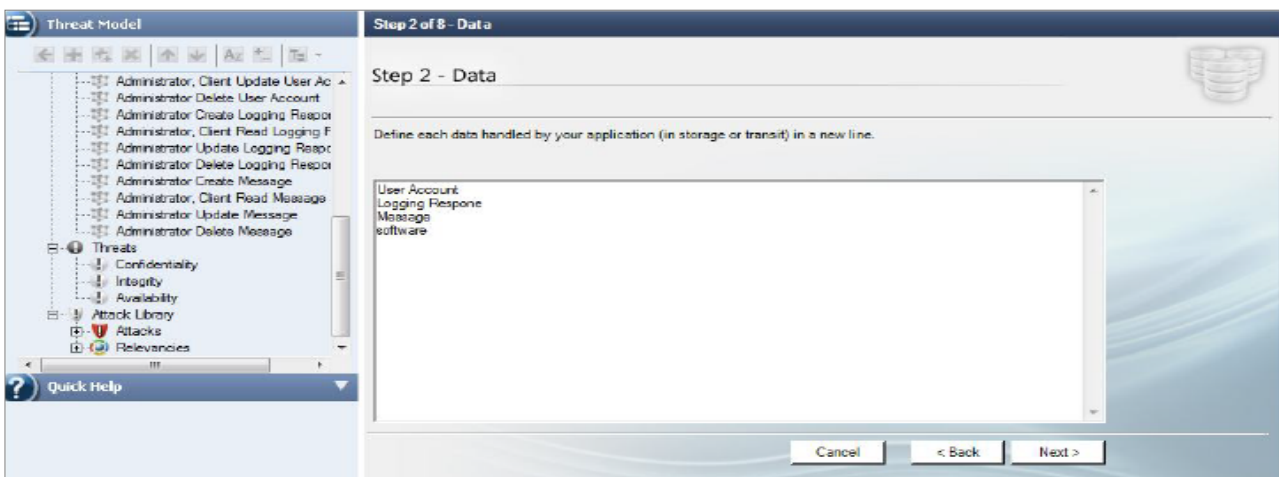 Threat Model
Administrator, Client Update User Ac
Administrator Delete User Account
Administrator Create Logging Respor
Administrator, Client Read Logging F
Administrator Update Logging Respo
Administrator Delete Logging Respor
Administrator Create Message
Administrator, Client Read Message
Administrator Update Message
Administrator Delete Message
Threats
Confidentiality
Integrity
Availability
Attack Library
Attacks
Relevancies
Quick Help
Step 2 of 8 - Data
Step 2 - Data
Define each data handled by your application (in storage or transit) in a new line.
User Account
Logging Respone
Message
software
Cancel
< Back
Next >